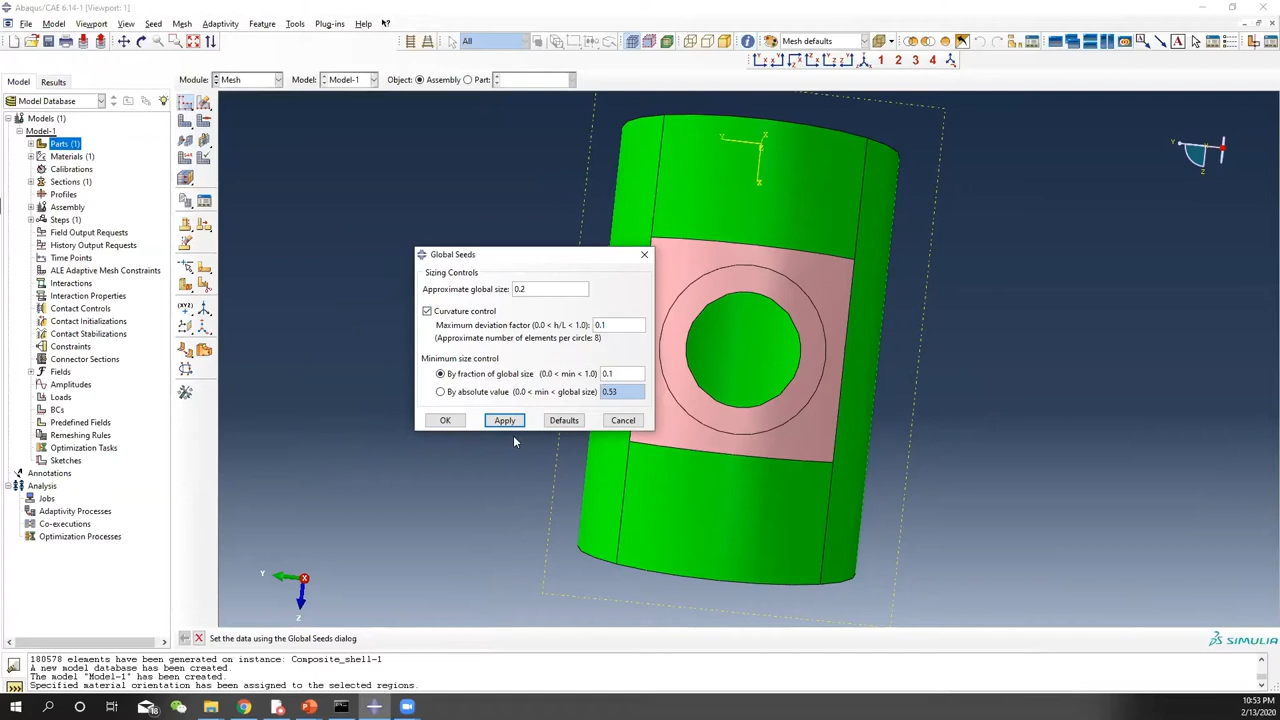 Abaqus/CAE 6.14-1 [Viewport: 1]
File Model Viewport View Seed Mesh Adaptivity Feature Tools Plug-ins Help
All
Mesh defaults
1 2 3 4
Model Results
Module: Mesh Model: Model-1 Object: Assembly Part:
Model Database
Models (1)
Model-1
Parts (1)
Materials (1)
Calibrations
Sections (1)
Profiles
Assembly
Steps (1)
Field Output Requests
History Output Requests
Time Points
ALE Adaptive Mesh Constraints
Interactions
Interaction Properties
Contact Controls
Contact Initializations
Contact Stabilizations
Constraints
Connector Sections
Fields
Amplitudes
Loads
BCs
Predefined Fields
Remeshing Rules
Optimization Tasks
Sketches
Annotations
Analysis
Jobs
Adaptivity Processes
Co-executions
Optimization Processes
Global Seeds
Sizing Controls
Approximate global size: 0.2
Curvature control
Maximum deviation factor (0.0 < h/L < 1.0): 0.1
(Approximate number of elements per circle: 8)
Minimum size control
By fraction of global size (0.0 < min < 1.0) 0.1
By absolute value (0.0 < min < global size) 0.53
OK Apply Defaults Cancel
Y X
Z
Y X
Z
Y X
Z
Set the data using the Global Seeds dialog
SIMULIA
180578 elements have been generated on instance: Composite_shell-1
A new model database has been created.
The model "Model-1" has been created.
Specified material orientation has been assigned to the selected regions.
10:53 PM
2/13/2020